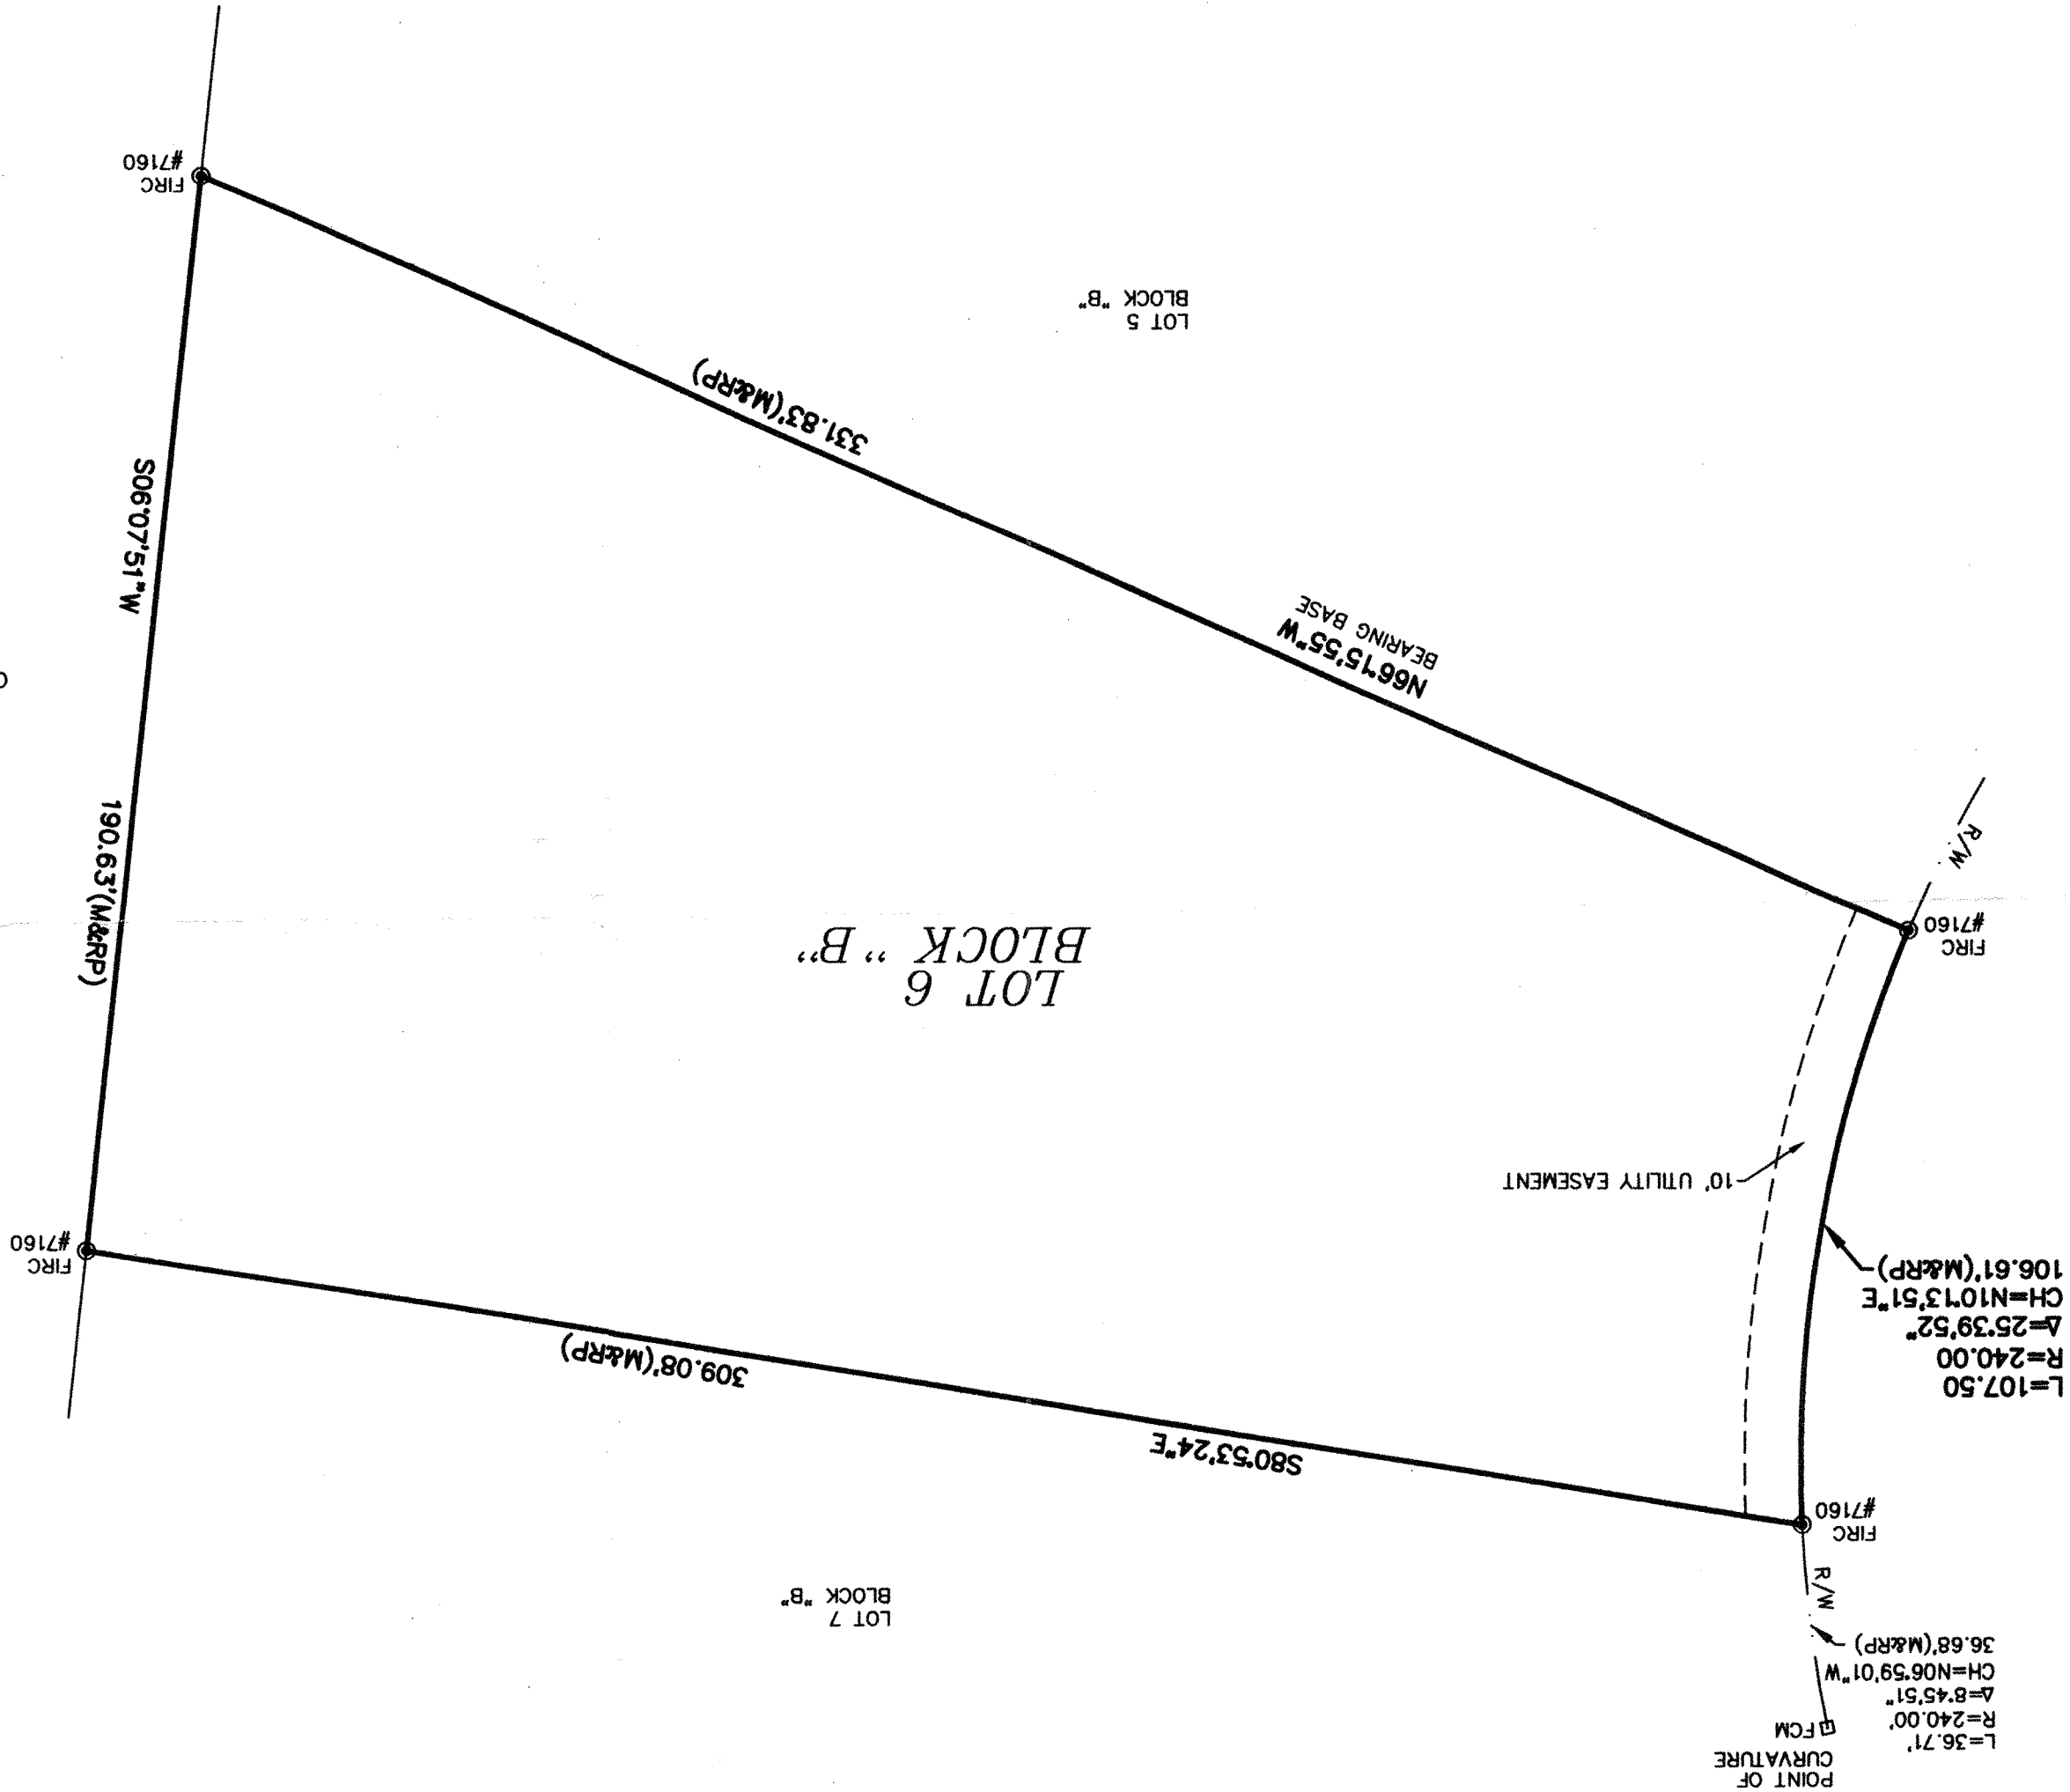 POINT OF
CURVATURE
FCM
L=36.71'
R=240.00'
Δ=8°45'51"
CH=N06°59'01"W
36.68'(M&RP)
R/W
LOT 7
BLOCK "B"
FIRC
#7160
S80°53'24"E
309.08'(M&RP)
L=107.50
R=240.00
Δ=25°39'52"
CH=N10°13'51"E
106.61'(M&RP)
10' UTILITY EASEMENT
FIRC
#7160
LOT 6
BLOCK "B"
190.63'(M&RP)
S06°07'51"W
FIRC
#7160
R/W
N66°15'55"W
BEARING BASE
331.83'(M&RP)
LOT 5
BLOCK "B"
FIRC
#7160